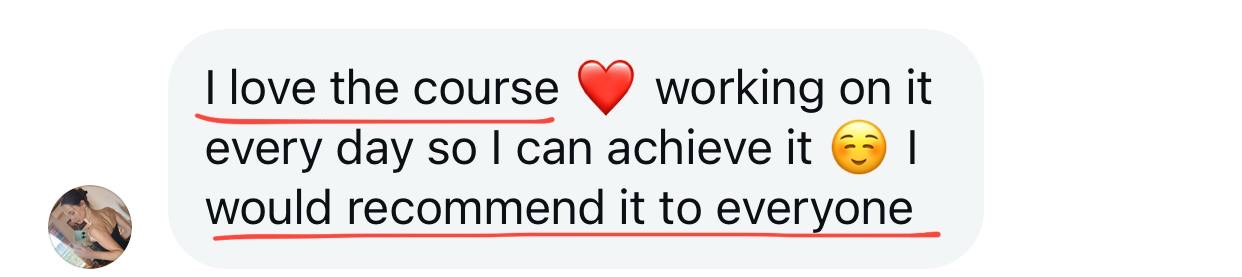 I love the course ❤️ working on it
every day so I can achieve it ☺️ I
would recommend it to everyone